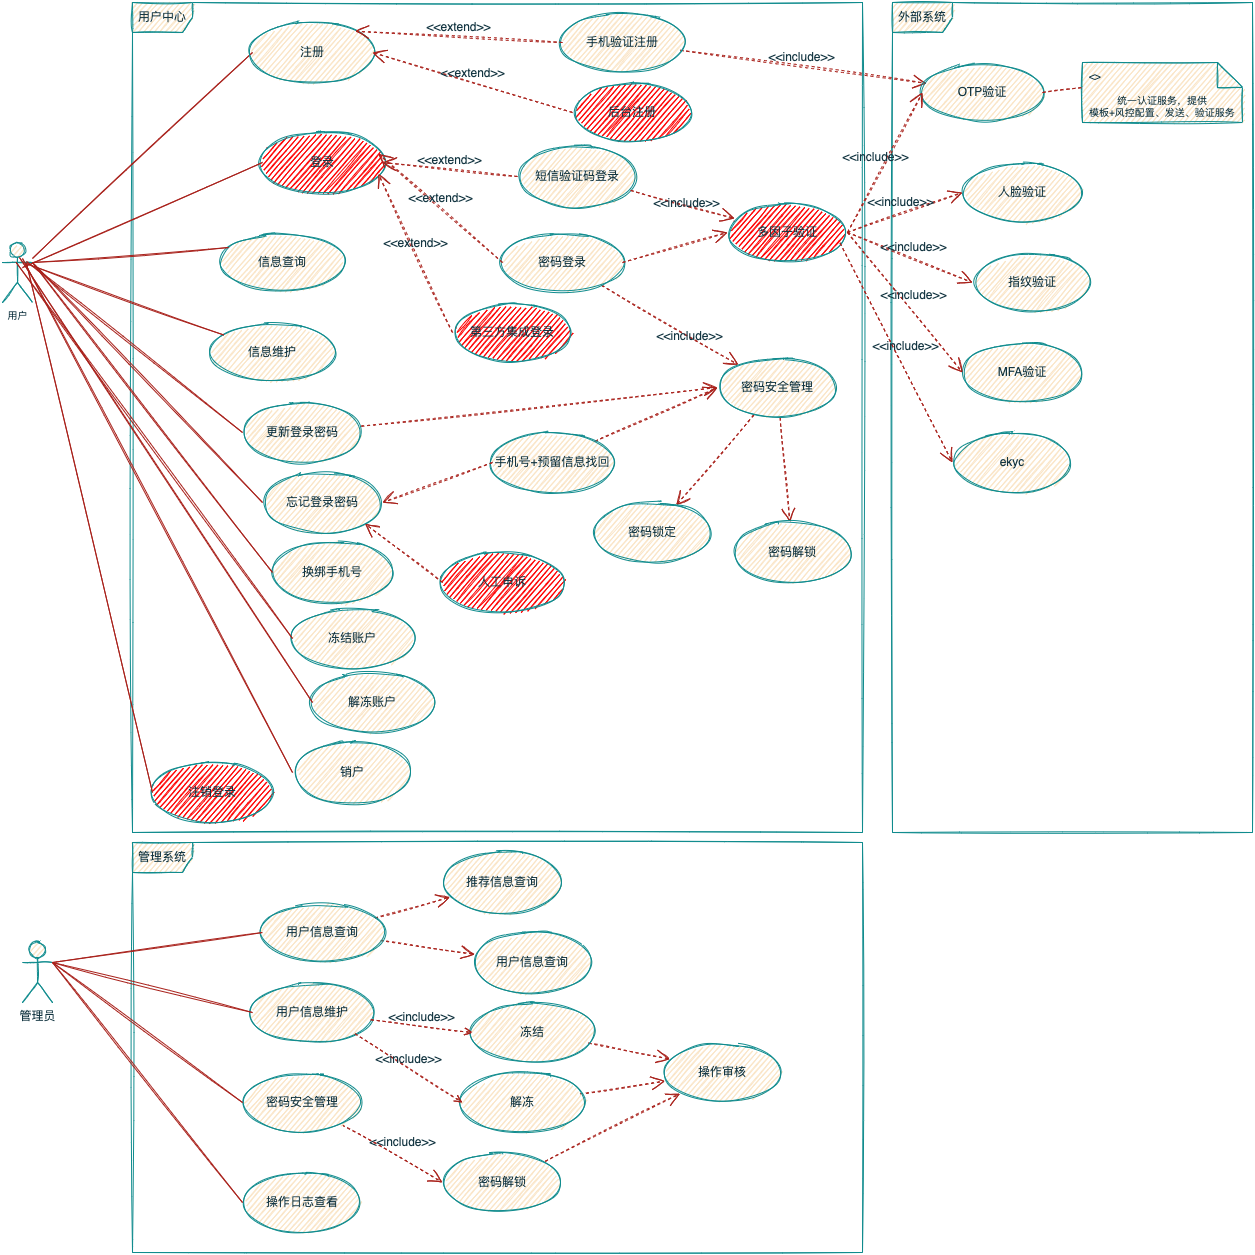 用户中心
注册
<<extend>>
手机验证注册
<<extend>>
后台注册
<<include>>
登录
<<extend>>
短信验证码登录
<<extend>>
<<include>>
密码登录
多因子验证
<<extend>>
第三方集成登录
信息查询
信息维护
<<include>>
密码安全管理
更新登录密码
手机号+预留信息找回
忘记登录密码
密码锁定
密码解锁
换绑手机号
人工申诉
冻结账户
解冻账户
销户
注销登录
用户
外部系统
OTP验证
<>
统一认证服务，提供
模板+风控配置、发送、验证服务
<<include>>
人脸验证
<<include>>
<<include>>
指纹验证
<<include>>
MFA验证
<<include>>
ekyc
管理系统
推荐信息查询
用户信息查询
用户信息查询
管理员
用户信息维护
<<include>>
冻结
<<include>>
操作审核
密码安全管理
解冻
<<include>>
密码解锁
操作日志查看